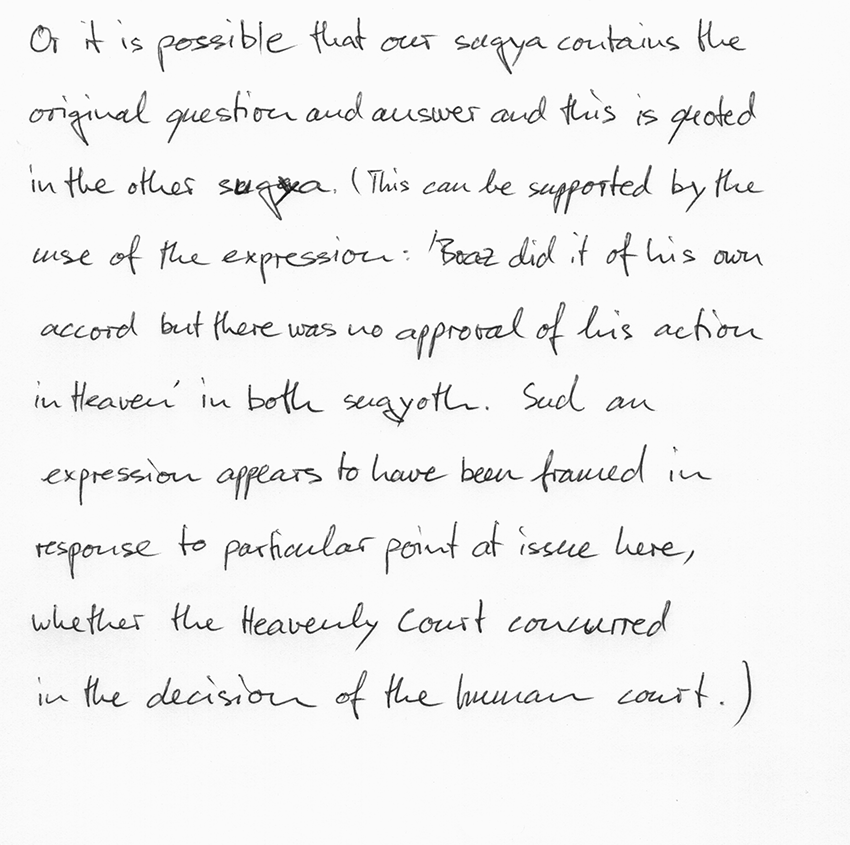 Or it is possible that our sugya contains the
original question and answer and this is quoted
in the other sugya. (This can be supported by the
use of the expression: 'Boaz did it of his own
accord but there was no approval of his action
in Heaven' in both sugyoth. Such an
expression appears to have been framed in
response to particular point at issue here,
whether the Heavenly Court concurred
in the decision of the human court.)